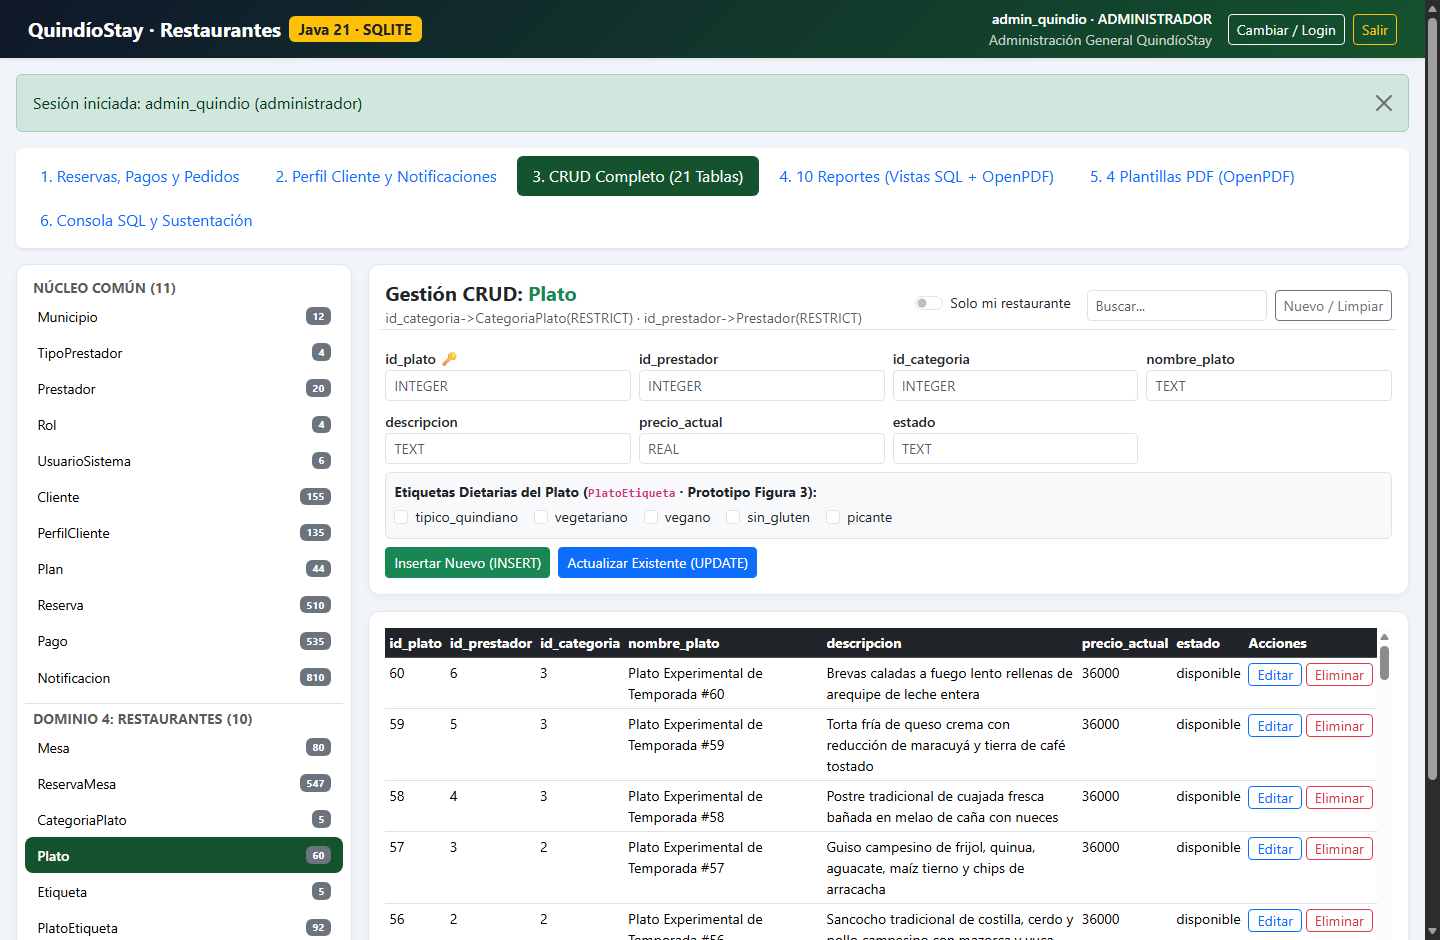 QuindíoStay · Restaurantes Java 21 · SQLITE
admin_quindio · ADMINISTRADOR
Administración General QuindíoStay
Cambiar / Login
Salir
Sesión iniciada: admin_quindio (administrador)
1. Reservas, Pagos y Pedidos
2. Perfil Cliente y Notificaciones
3. CRUD Completo (21 Tablas)
4. 10 Reportes (Vistas SQL + OpenPDF)
5. 4 Plantillas PDF (OpenPDF)
6. Consola SQL y Sustentación
NÚCLEO COMÚN (11)
Municipio 12
TipoPrestador 4
Prestador 20
Rol 4
UsuarioSistema 6
Cliente 155
PerfilCliente 135
Plan 44
Reserva 510
Pago 535
Notificacion 810
DOMINIO 4: RESTAURANTES (10)
Mesa 80
ReservaMesa 547
CategoriaPlato 5
Plato 60
Etiqueta 5
PlatoEtiqueta 92
Gestión CRUD: Plato
id_categoria->CategoriaPlato(RESTRICT) · id_prestador->Prestador(RESTRICT)
Solo mi restaurante
Buscar...
Nuevo / Limpiar
id_plato id_prestador id_categoria nombre_plato
INTEGER INTEGER INTEGER TEXT
descripcion precio_actual estado
TEXT REAL TEXT
Etiquetas Dietarias del Plato (PlatoEtiqueta · Prototipo Figura 3):
tipico_quindiano vegetariano vegano sin_gluten picante
Insertar Nuevo (INSERT) Actualizar Existente (UPDATE)
id_plato id_prestador id_categoria nombre_plato descripcion precio_actual estado Acciones
60 6 3 Plato Experimental de Brevas caladas a fuego lento rellenas de 36000 disponible Editar Eliminar
Temporada #60 arequipe de leche entera
59 5 3 Plato Experimental de Torta fría de queso crema con 36000 disponible Editar Eliminar
Temporada #59 reducción de maracuyá y tierra de café
tostado
58 4 3 Plato Experimental de Postre tradicional de cuajada fresca 36000 disponible Editar Eliminar
Temporada #58 bañada en melao de caña con nueces
57 3 2 Plato Experimental de Guiso campesino de frijol, quinua, 36000 disponible Editar Eliminar
Temporada #57 aguacate, maíz tierno y chips de
arracacha
56 2 2 Plato Experimental de Sancocho tradicional de costilla, cerdo y 36000 disponible Editar Eliminar
Temporada #56 pollo campesino con mazorca y yuca